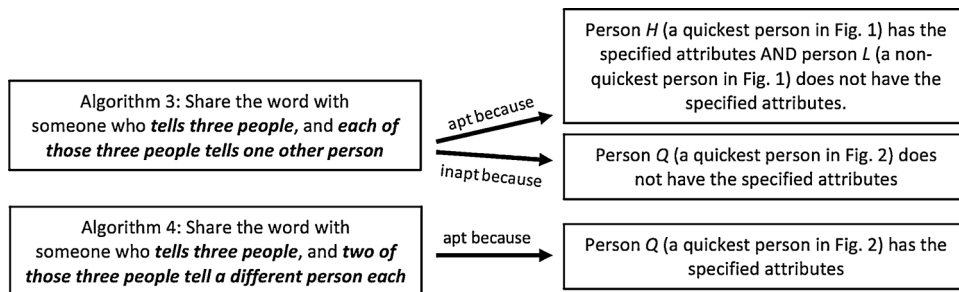 Person H (a quickest person in Fig. 1) has the
specified attributes AND person L (a non-
quickest person in Fig. 1) does not have the
specified attributes.
Algorithm 3: Share the word with
someone who tells three people, and each of
those three people tells one other person
apt because
inapt because
Person Q (a quickest person in Fig. 2) does
not have the specified attributes
Algorithm 4: Share the word with
someone who tells three people, and two of
those three people tell a different person each
apt because
Person Q (a quickest person in Fig. 2) has the
specified attributes